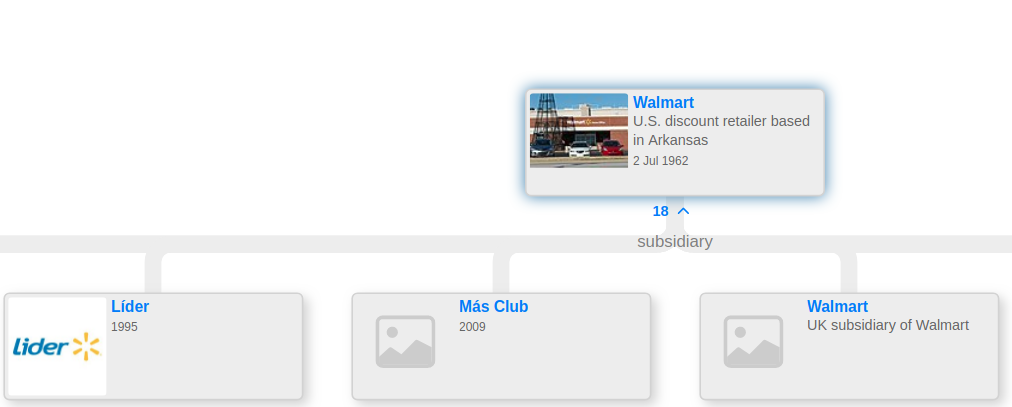 Walmart
U.S. discount retailer based
in Arkansas
2 Jul 1962
18
subsidiary
Líder
1995
lider
Más Club
2009
Walmart
UK subsidiary of Walmart